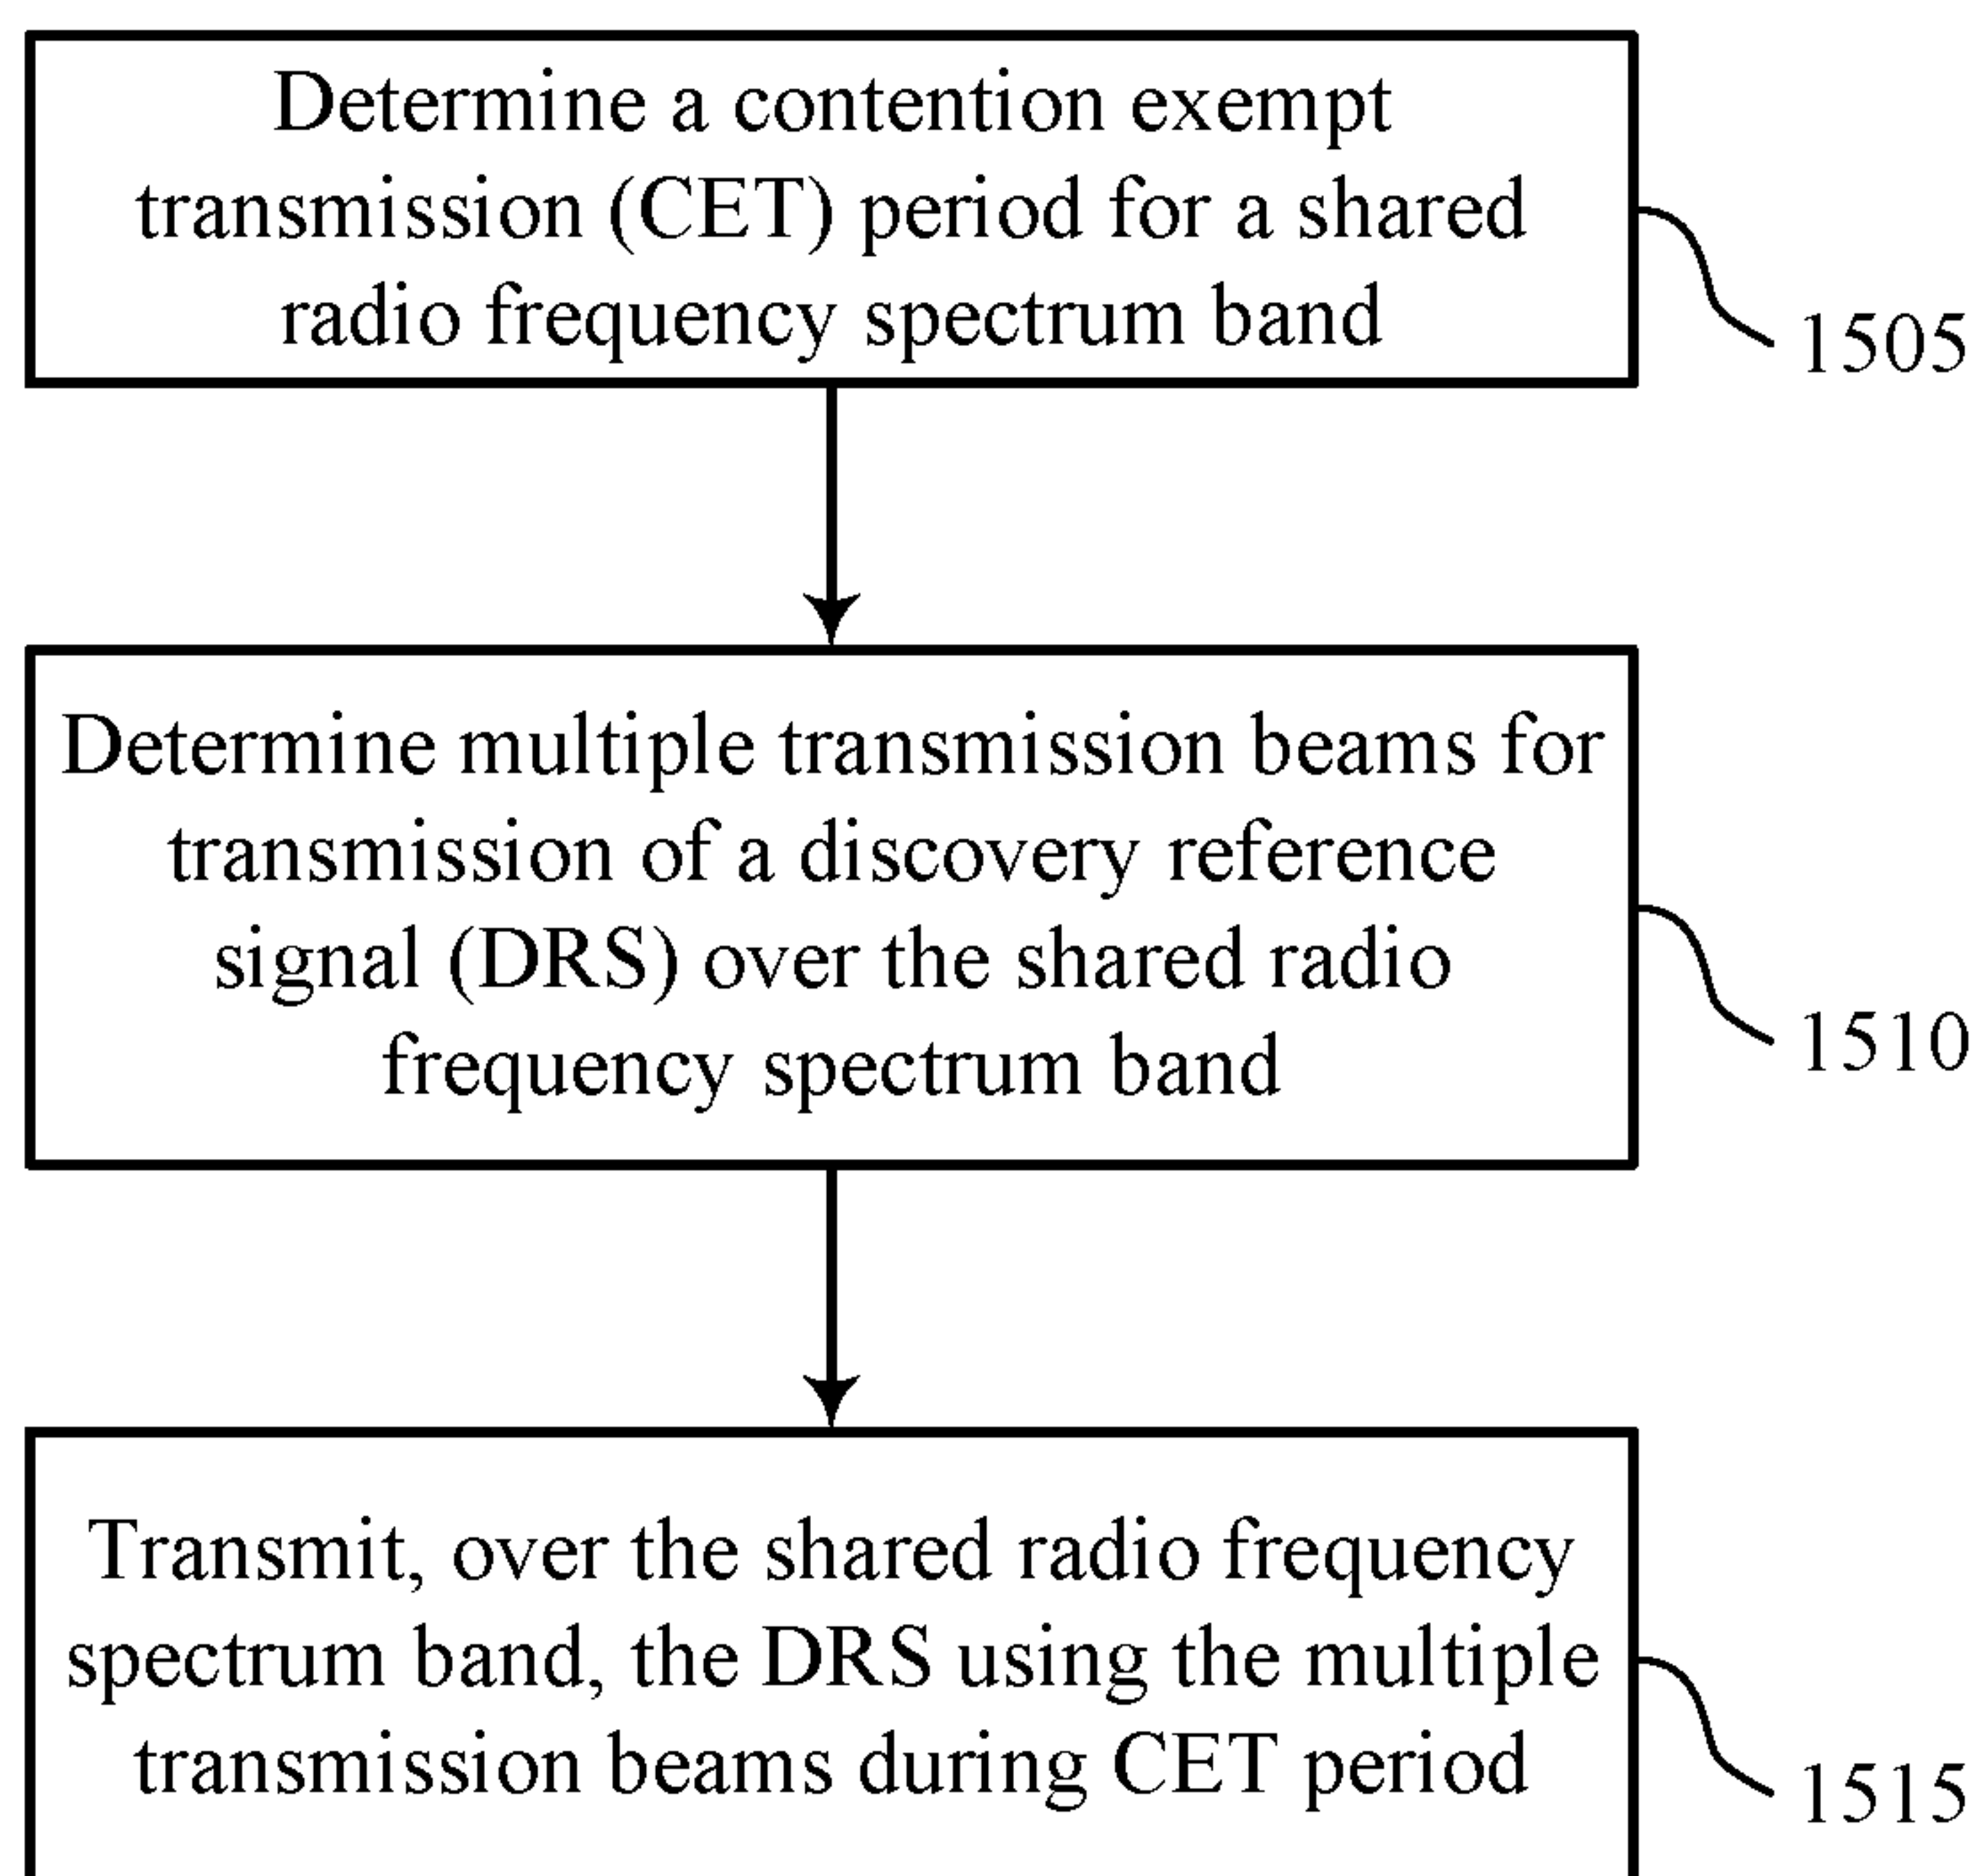 Determine a contention exempt
transmission (CET) period for a shared
radio frequency spectrum band
1505
Determine multiple transmission beams for
transmission of a discovery reference
signal (DRS) over the shared radio
frequency spectrum band
1510
Transmit, over the shared radio frequency
spectrum band, the DRS using the multiple
transmission beams during CET period
1515